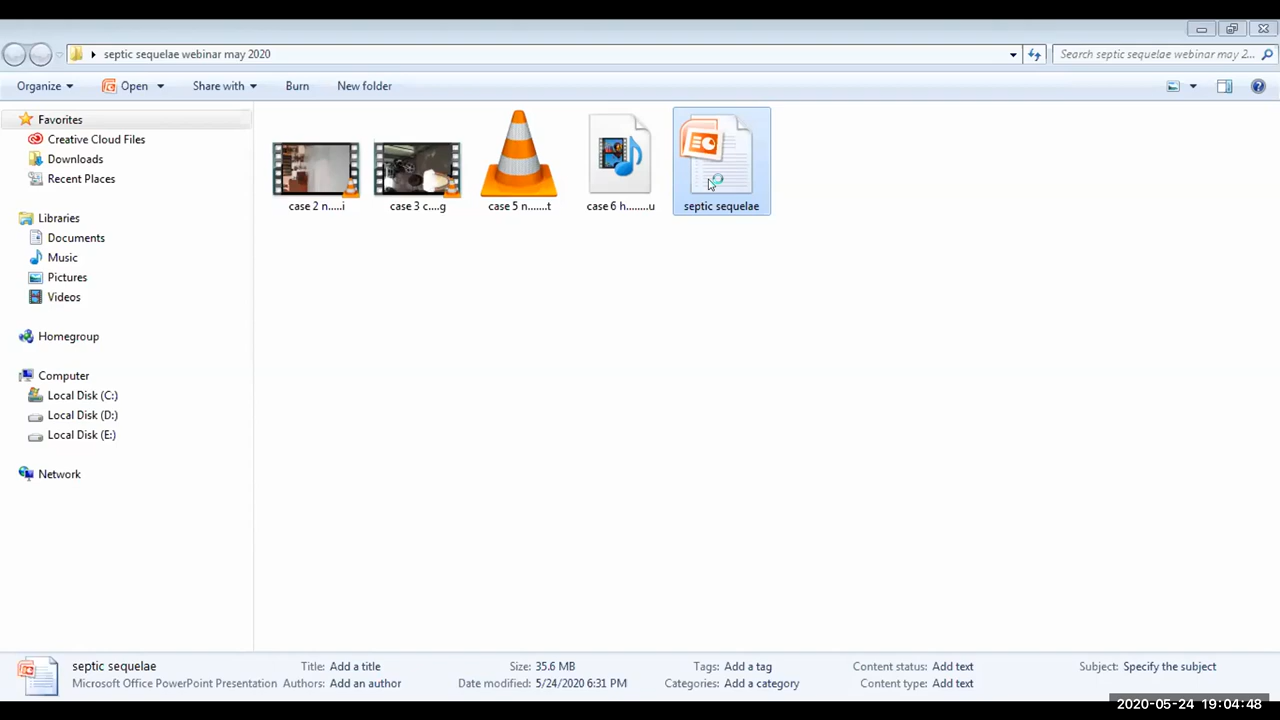 septic sequelae webinar may 2020
Search septic sequelae webinar may 2...
Organize Open Share with Burn New folder
Favorites
Creative Cloud Files
Downloads
Recent Places
Libraries
Documents
Music
Pictures
Videos
Homegroup
Computer
Local Disk (C:)
Local Disk (D:)
Local Disk (E:)
Network
case 2 n.....i
case 3 c....g
case 5 n.......t
case 6 h........u
septic sequelae
septic sequelae Title: Add a title Size: 35.6 MB Tags: Add a tag Content status: Add text Subject: Specify the subject
Microsoft Office PowerPoint Presentation Authors: Add an author Date modified: 5/24/2020 6:31 PM Categories: Add a category Content type: Add text
2020-05-24 19:04:48